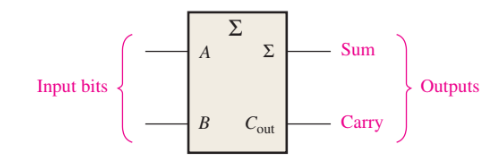 Σ
A Σ Sum
Input bits Outputs
B Cout Carry